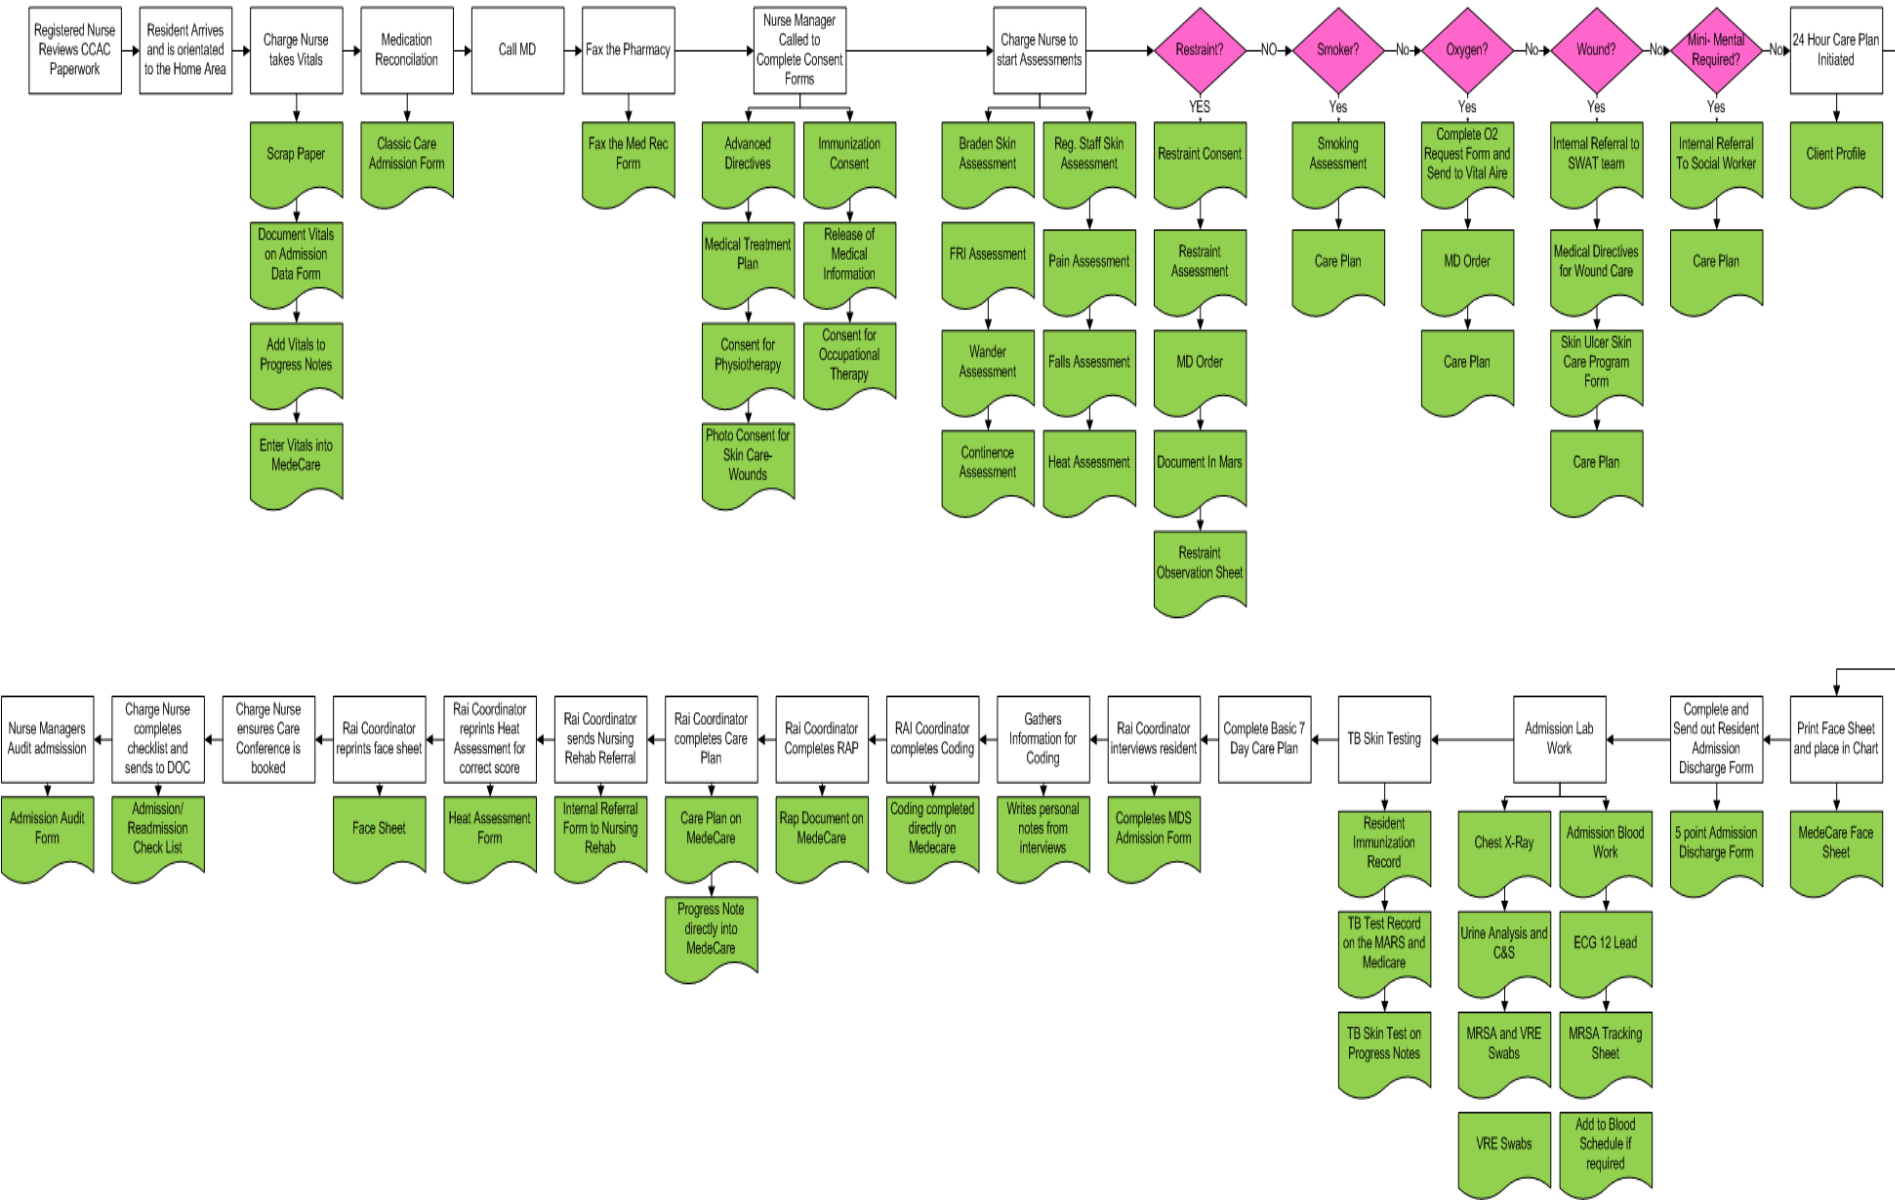 Registered Nurse
Reviews CCAC
Paperwork
Resident Arrives
and is orientated
to the Home Area
Charge Nurse
takes Vitals
Medication
Reconcilation
Call MD
Fax the Pharmacy
Nurse Manager
Called to
Complete Consent
Forms
Charge Nurse to
start Assessments
Restraint?
NO
Smoker?
No
Oxygen?
No
Wound?
No
Mini- Mental
Required?
No
24 Hour Care Plan
Initiated
YES
Yes
Yes
Yes
Yes
Scrap Paper
Document Vitals
on Admission
Data Form
Add Vitals to
Progress Notes
Enter Vitals into
MedeCare
Classic Care
Admission Form
Fax the Med Rec
Form
Advanced
Directives
Medical Treatment
Plan
Consent for
Physiotherapy
Photo Consent for
Skin Care-
Wounds
Immunization
Consent
Release of
Medical
Information
Consent for
Occupational
Therapy
Braden Skin
Assessment
FRI Assessment
Wander
Assessment
Continence
Assessment
Reg. Staff Skin
Assessment
Pain Assessment
Falls Assessment
Heat Assessment
Restraint Consent
Restraint
Assessment
MD Order
Document In Mars
Restraint
Observation Sheet
Smoking
Assessment
Care Plan
Complete O2
Request Form and
Send to Vital Aire
MD Order
Care Plan
Internal Referral to
SWAT team
Medical Directives
for Wound Care
Skin Ulcer Skin
Care Program
Form
Care Plan
Internal Referral
To Social Worker
Care Plan
Client Profile
Nurse Managers
Audit admission
Charge Nurse
completes
checklist and
sends to DOC
Charge Nurse
ensures Care
Conference is
booked
Rai Coordinator
reprints face sheet
Rai Coordinator
reprints Heat
Assessment for
correct score
Rai Coordinator
sends Nursing
Rehab Referral
Rai Coordinator
completes Care
Plan
Rai Coordinator
Completes RAP
RAI Coordinator
completes Coding
Gathers
Information for
Coding
Rai Coordinator
interviews resident
Complete Basic 7
Day Care Plan
TB Skin Testing
Admission Lab
Work
Complete and
Send out Resident
Admission
Discharge Form
Print Face Sheet
and place in Chart
Admission Audit
Form
Admission/
Readmission
Check List
Face Sheet
Heat Assessment
Form
Internal Referral
Form to Nursing
Rehab
Care Plan on
MedeCare
Progress Note
directly into
MedeCare
Rap Document on
MedeCare
Coding completed
directly on
Medecare
Writes personal
notes from
interviews
Completes MDS
Admission Form
Resident
Immunization
Record
TB Test Record
on the MARS and
Medicare
TB Skin Test on
Progress Notes
Chest X-Ray
Urine Analysis and
C&S
MRSA and VRE
Swabs
VRE Swabs
Admission Blood
Work
ECG 12 Lead
MRSA Tracking
Sheet
Add to Blood
Schedule if
required
5 point Admission
Discharge Form
MedeCare Face
Sheet